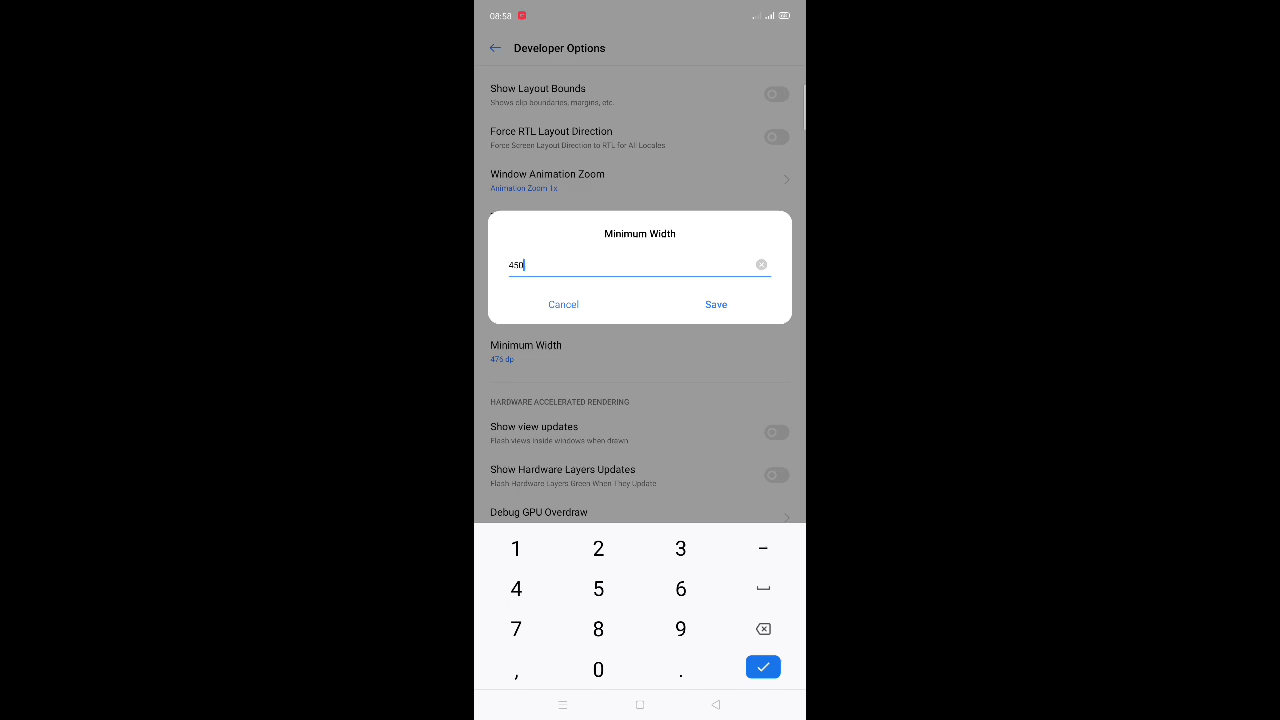 08:58
Developer Options
Show Layout Bounds
Shows clip boundaries, margins, etc.
Force RTL Layout Direction
Force Screen Layout Direction to RTL for All Locales
Window Animation Zoom
Animation Zoom 1x
Minimum Width
450
Cancel
Save
Minimum Width
476 dp
HARDWARE ACCELERATED RENDERING
Show view updates
Flash views inside windows when drawn
Show Hardware Layers Updates
Flash Hardware Layers Green When They Update
Debug GPU Overdraw
1 2 3 -
4 5 6
7 8 9
, 0 .